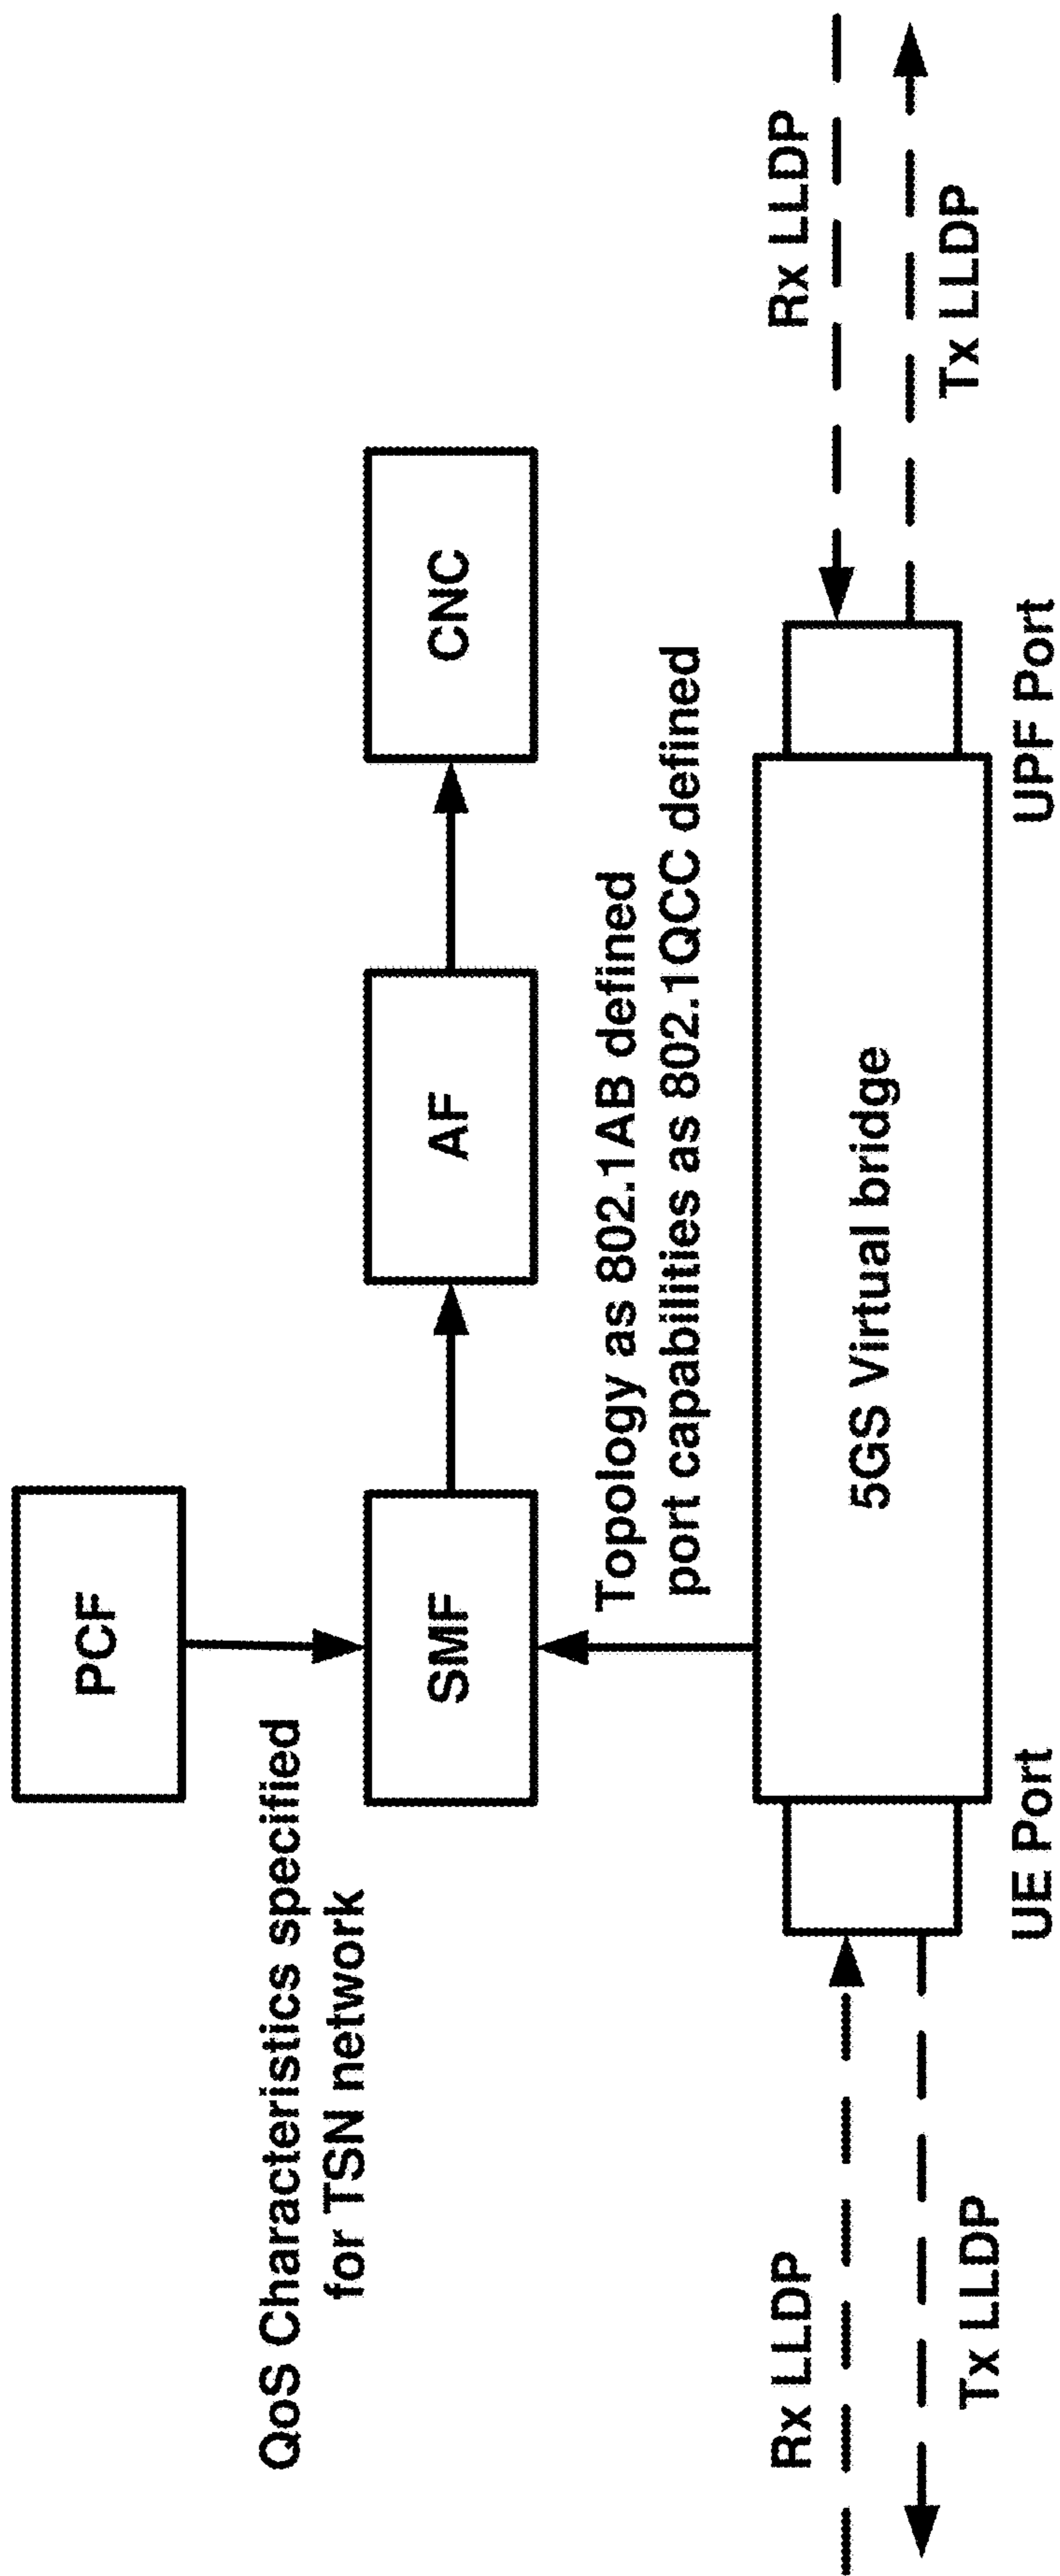 PCF
QoS Characteristics specified
for TSN network
SMF
AF
CNC
Topology as 802.1AB defined
port capabilities as 802.1QCC defined
Rx LLDP
Tx LLDP
5GS Virtual bridge
Rx LLDP
Tx LLDP
UE Port
UPF Port